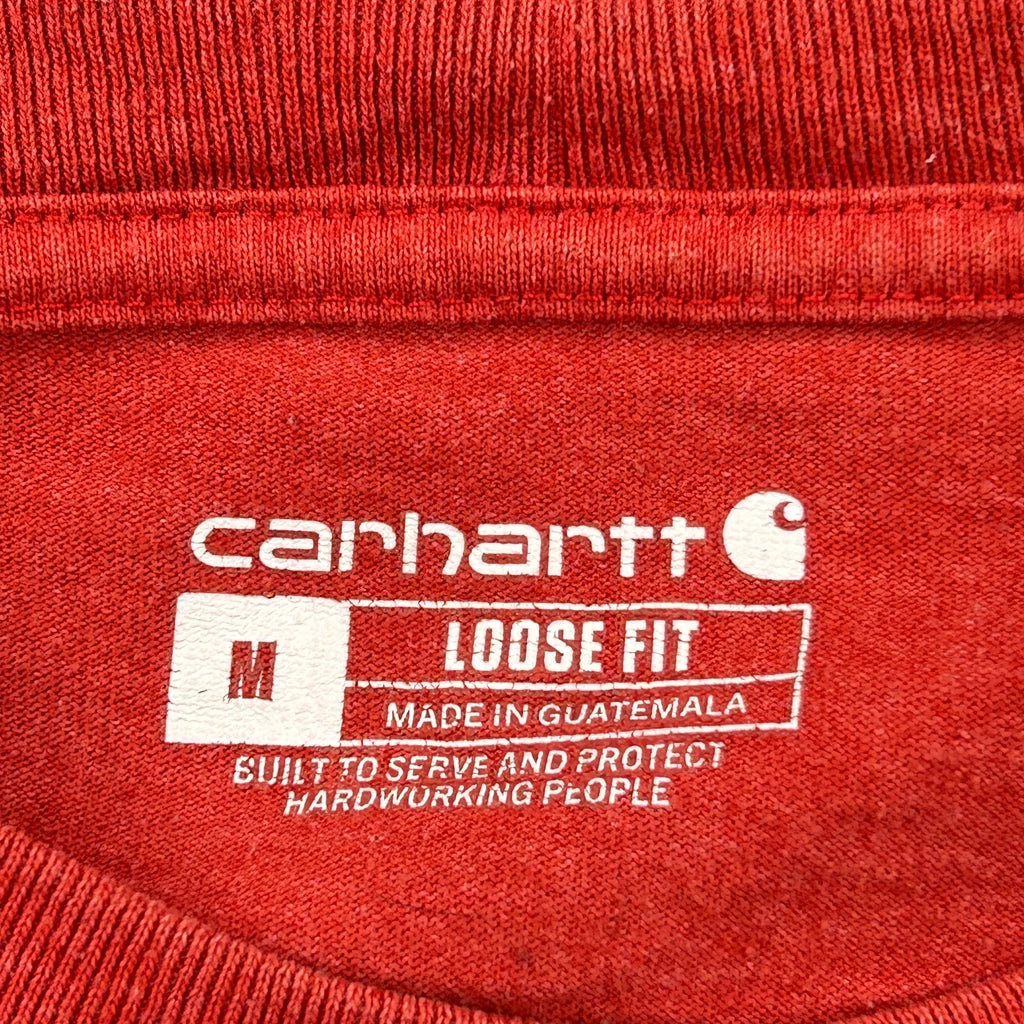 carhartt
M
LOOSE FIT
MADE IN GUATEMALA
BUILT TO SERVE AND PROTECT
HARDWORKING PEOPLE